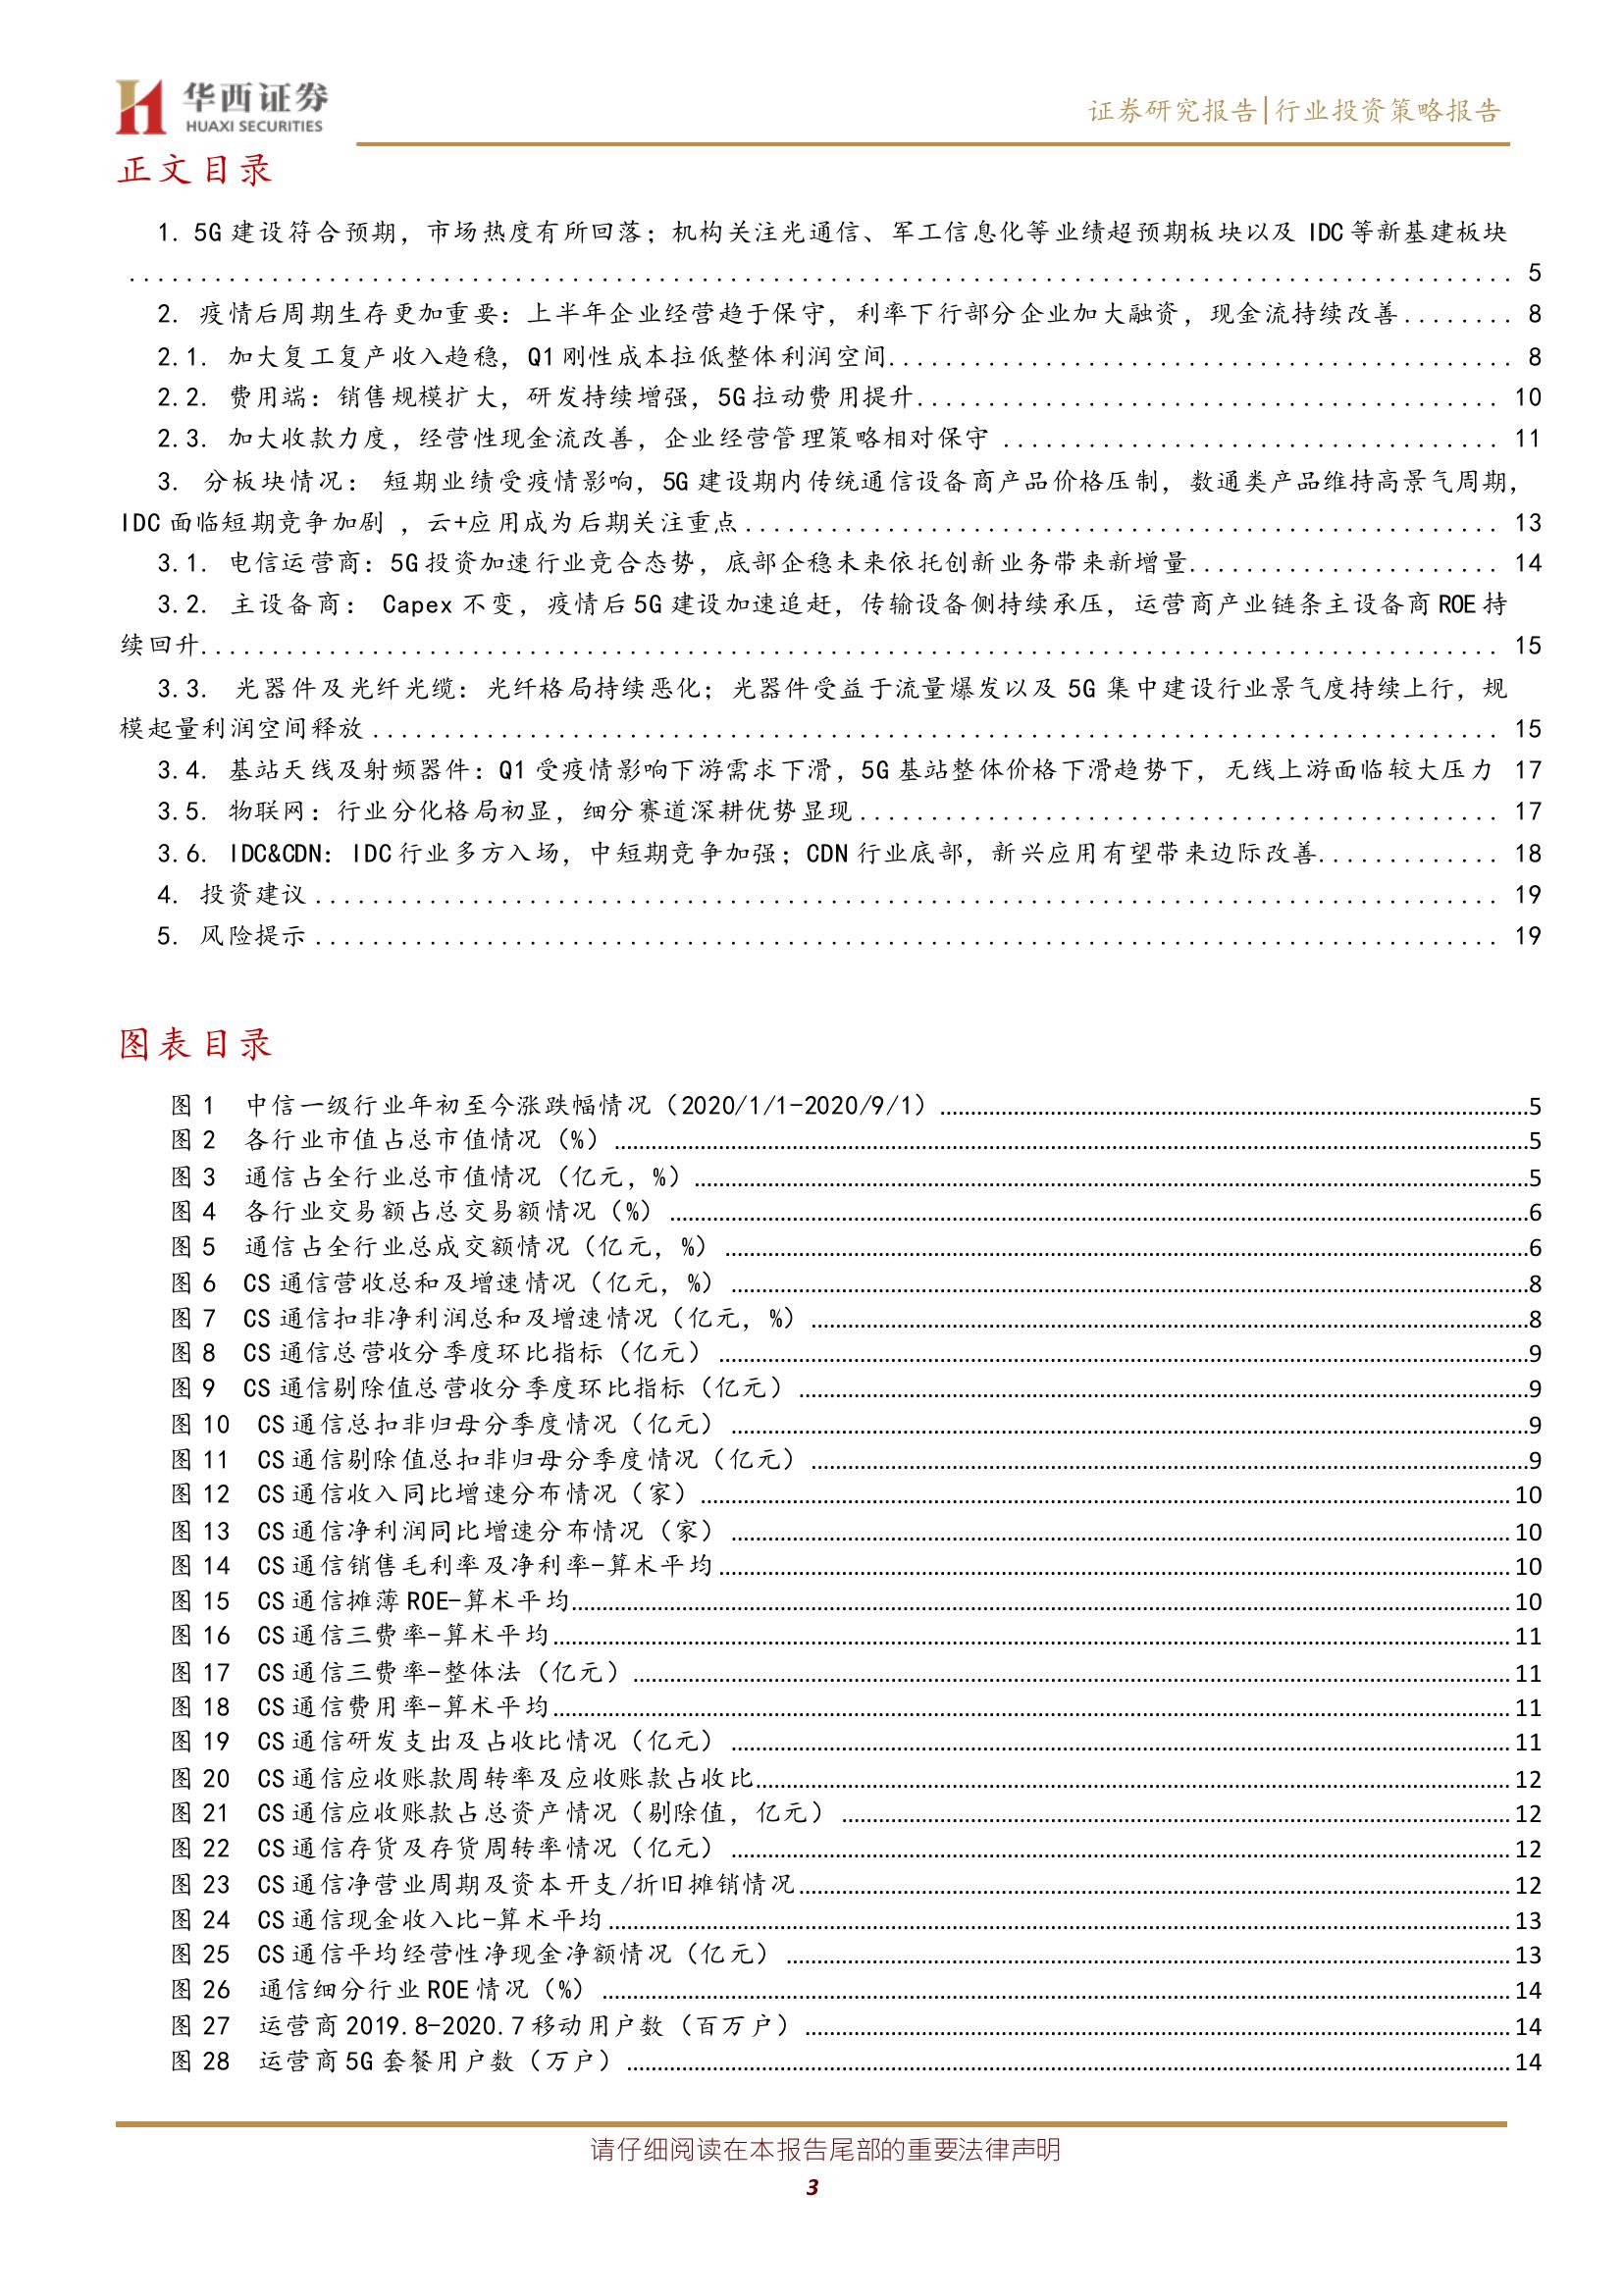 华西证券
HUAXI SECURITIES
证券研究报告|行业投资策略报告
正文目录
1. 5G 建设符合预期，市场热度有所回落；机构关注光通信、军工信息化等业绩超预期板块以及 IDC 等新基建板块
................................................................................................ 5
2. 疫情后周期生存更加重要：上半年企业经营趋于保守，利率下行部分企业加大融资，现金流持续改善........ 8
2.1. 加大复工复产收入趋稳，Q1 刚性成本拉低整体利润空间........................................... 8
2.2. 费用端：销售规模扩大，研发持续增强，5G 拉动费用提升......................................... 10
2.3. 加大收款力度，经营性现金流改善，企业经营管理策略相对保守 ................................... 11
3. 分板块情况： 短期业绩受疫情影响，5G 建设期内传统通信设备商产品价格压制，数通类产品维持高景气周期，
IDC 面临短期竞争加剧 ，云+应用成为后期关注重点..................................................... 13
3.1. 电信运营商：5G 投资加速行业竞合态势，底部企稳未来依托创新业务带来新增量...................... 14
3.2. 主设备商： Capex 不变，疫情后 5G 建设加速追赶，传输设备侧持续承压，运营商产业链条主设备商 ROE 持
续回升........................................................................................... 15
3.3. 光器件及光纤光缆：光纤格局持续恶化；光器件受益于流量爆发以及 5G 集中建设行业景气度持续上行，规
模起量利润空间释放 ............................................................................... 15
3.4. 基站天线及射频器件：Q1 受疫情影响下游需求下滑，5G 基站整体价格下滑趋势下，无线上游面临较大压力 17
3.5. 物联网：行业分化格局初显，细分赛道深耕优势显现............................................. 17
3.6. IDC&CDN：IDC 行业多方入场，中短期竞争加强；CDN 行业底部，新兴应用有望带来边际改善............. 18
4. 投资建议 ................................................................................... 19
5. 风险提示 ................................................................................... 19
图表目录
图 1 中信一级行业年初至今涨跌幅情况（2020/1/1-2020/9/1）........................................5
图 2 各行业市值占总市值情况（%）........................................5
图 3 通信占全行业总市值情况（亿元，%）........................................5
图 4 各行业交易额占总交易额情况（%）........................................6
图 5 通信占全行业总成交额情况（亿元，%）........................................6
图 6 CS 通信营收总和及增速情况（亿元，%）........................................8
图 7 CS 通信扣非净利润总和及增速情况（亿元，%）........................................8
图 8 CS 通信总营收分季度环比指标（亿元）........................................9
图 9 CS 通信剔除值总营收分季度环比指标（亿元）........................................9
图 10 CS 通信总扣非归母分季度情况（亿元）........................................9
图 11 CS 通信剔除值总扣非归母分季度情况（亿元）........................................9
图 12 CS 通信收入同比增速分布情况（家）........................................10
图 13 CS 通信净利润同比增速分布情况（家）........................................10
图 14 CS 通信销售毛利率及净利率-算术平均........................................10
图 15 CS 通信摊薄 ROE-算术平均........................................10
图 16 CS 通信三费率-算术平均........................................11
图 17 CS 通信三费率-整体法（亿元）........................................11
图 18 CS 通信费用率-算术平均........................................11
图 19 CS 通信研发支出及占收比情况（亿元）........................................11
图 20 CS 通信应收账款周转率及应收账款占收比........................................12
图 21 CS 通信应收账款占总资产情况（剔除值，亿元）........................................12
图 22 CS 通信存货及存货周转率情况（亿元）........................................12
图 23 CS 通信净营业周期及资本开支/折旧摊销情况........................................12
图 24 CS 通信现金收入比-算术平均........................................13
图 25 CS 通信平均经营性净现金净额情况（亿元）........................................13
图 26 通信细分行业 ROE 情况（%）........................................14
图 27 运营商 2019.8-2020.7 移动用户数（百万户）........................................14
图 28 运营商 5G 套餐用户数（万户）........................................14
请仔细阅读在本报告尾部的重要法律声明
3